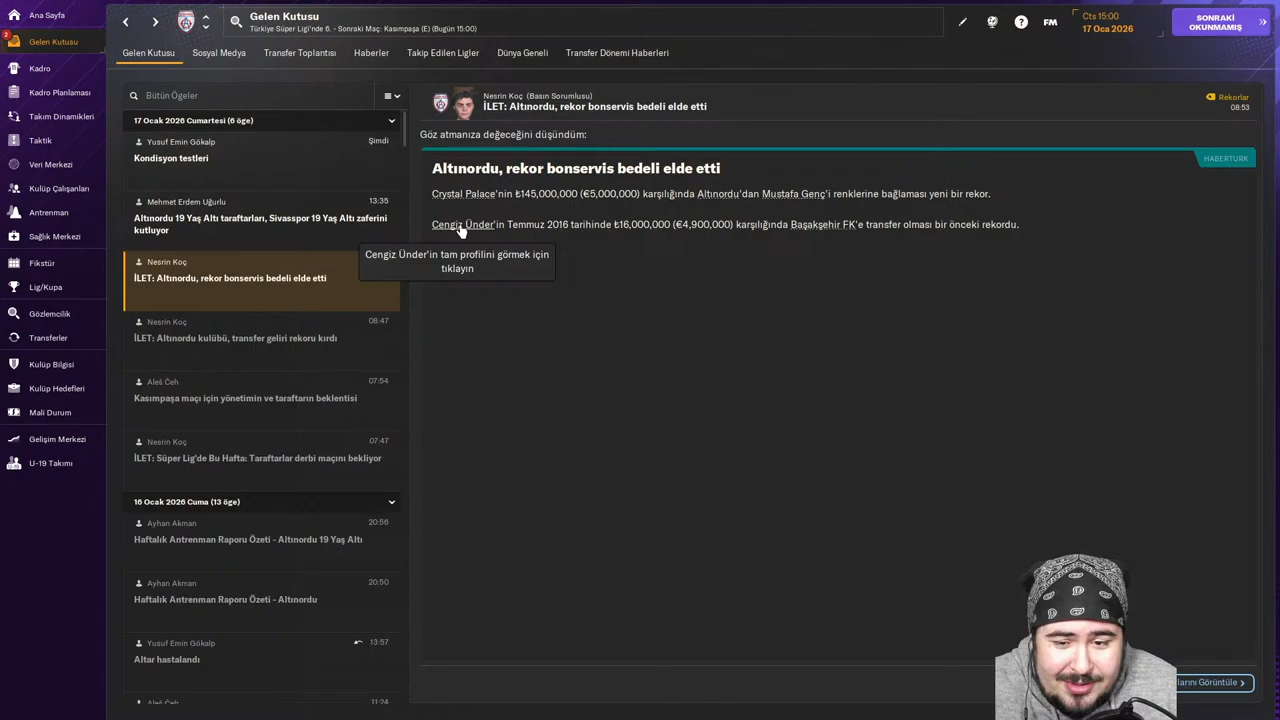 Ana Sayfa
2
Gelen Kutusu
Kadro
Kadro Planlaması
Takım Dinamikleri
Taktik
Veri Merkezi
Kulüp Çalışanları
Antrenman
Sağlık Merkezi
Fikstür
Lig/Kupa
Gözlemcilik
Transferler
Kulüp Bilgisi
Kulüp Hedefleri
Mali Durum
Gelişim Merkezi
U-19 Takımı
Gelen Kutusu
Türkiye Süper Ligi'nde 6. - Sonraki Maç: Kasımpaşa (E) (Bugün 15:00)
FM
Cts 15:00
17 Oca 2026
SONRAKİ
OKUNMAMIŞ
Gelen Kutusu
Sosyal Medya
Transfer Toplantısı
Haberler
Takip Edilen Ligler
Dünya Geneli
Transfer Dönemi Haberleri
Bütün Ögeler
17 Ocak 2026 Cumartesi (6 öge)
Yusuf Emin Gökalp
Şimdi
Kondisyon testleri
Mehmet Erdem Uğurlu
13:35
Altınordu 19 Yaş Altı taraftarları, Sivasspor 19 Yaş Altı zaferini
kutluyor
Nesrin Koç
İLET: Altınordu, rekor bonservis bedeli elde etti
Nesrin Koç
08:47
İLET: Altınordu kulübü, transfer geliri rekoru kırdı
Aleš Čeh
07:54
Kasımpaşa maçı için yönetimin ve taraftarın beklentisi
Nesrin Koç
07:47
İLET: Süper Lig'de Bu Hafta: Taraftarlar derbi maçını bekliyor
16 Ocak 2026 Cuma (13 öge)
Ayhan Akman
20:56
Haftalık Antrenman Raporu Özeti - Altınordu 19 Yaş Altı
Ayhan Akman
20:50
Haftalık Antrenman Raporu Özeti - Altınordu
Yusuf Emin Gökalp
13:57
Altar hastalandı
11:24
Nesrin Koç (Basın Sorumlusu)
İLET: Altınordu, rekor bonservis bedeli elde etti
Rekorlar
08:53
Göz atmanıza değeceğini düşündüm:
HABERTÜRK
Altınordu, rekor bonservis bedeli elde etti
Crystal Palace'nin ₺145,000,000 (€5,000,000) karşılığında Altınordu'dan Mustafa Genç'i renklerine bağlaması yeni bir rekor.
Cengiz Ünder'in Temmuz 2016 tarihinde ₺16,000,000 (€4,900,000) karşılığında Başakşehir FK'e transfer olması bir önceki rekordu.
Cengiz Ünder'in tam profilini görmek için
tıklayın
larını Görüntüle